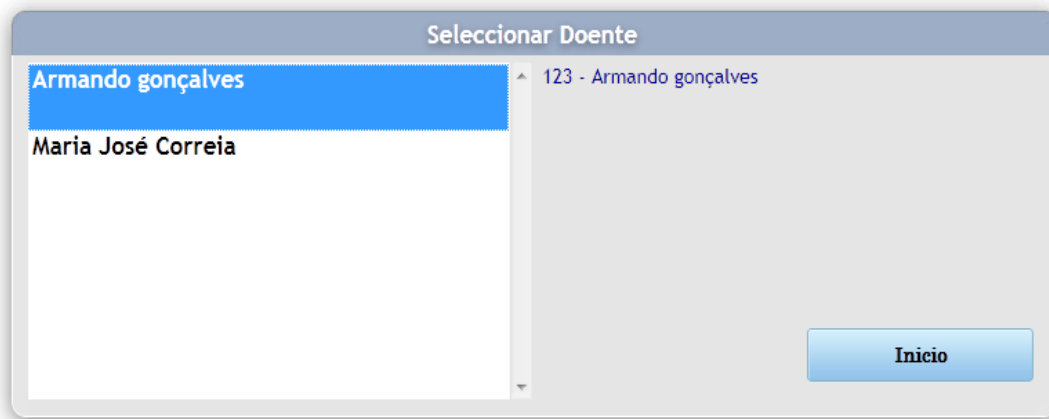 Seleccionar Doente
Armando gonçalves
123 - Armando gonçalves
Maria José Correia
Inicio